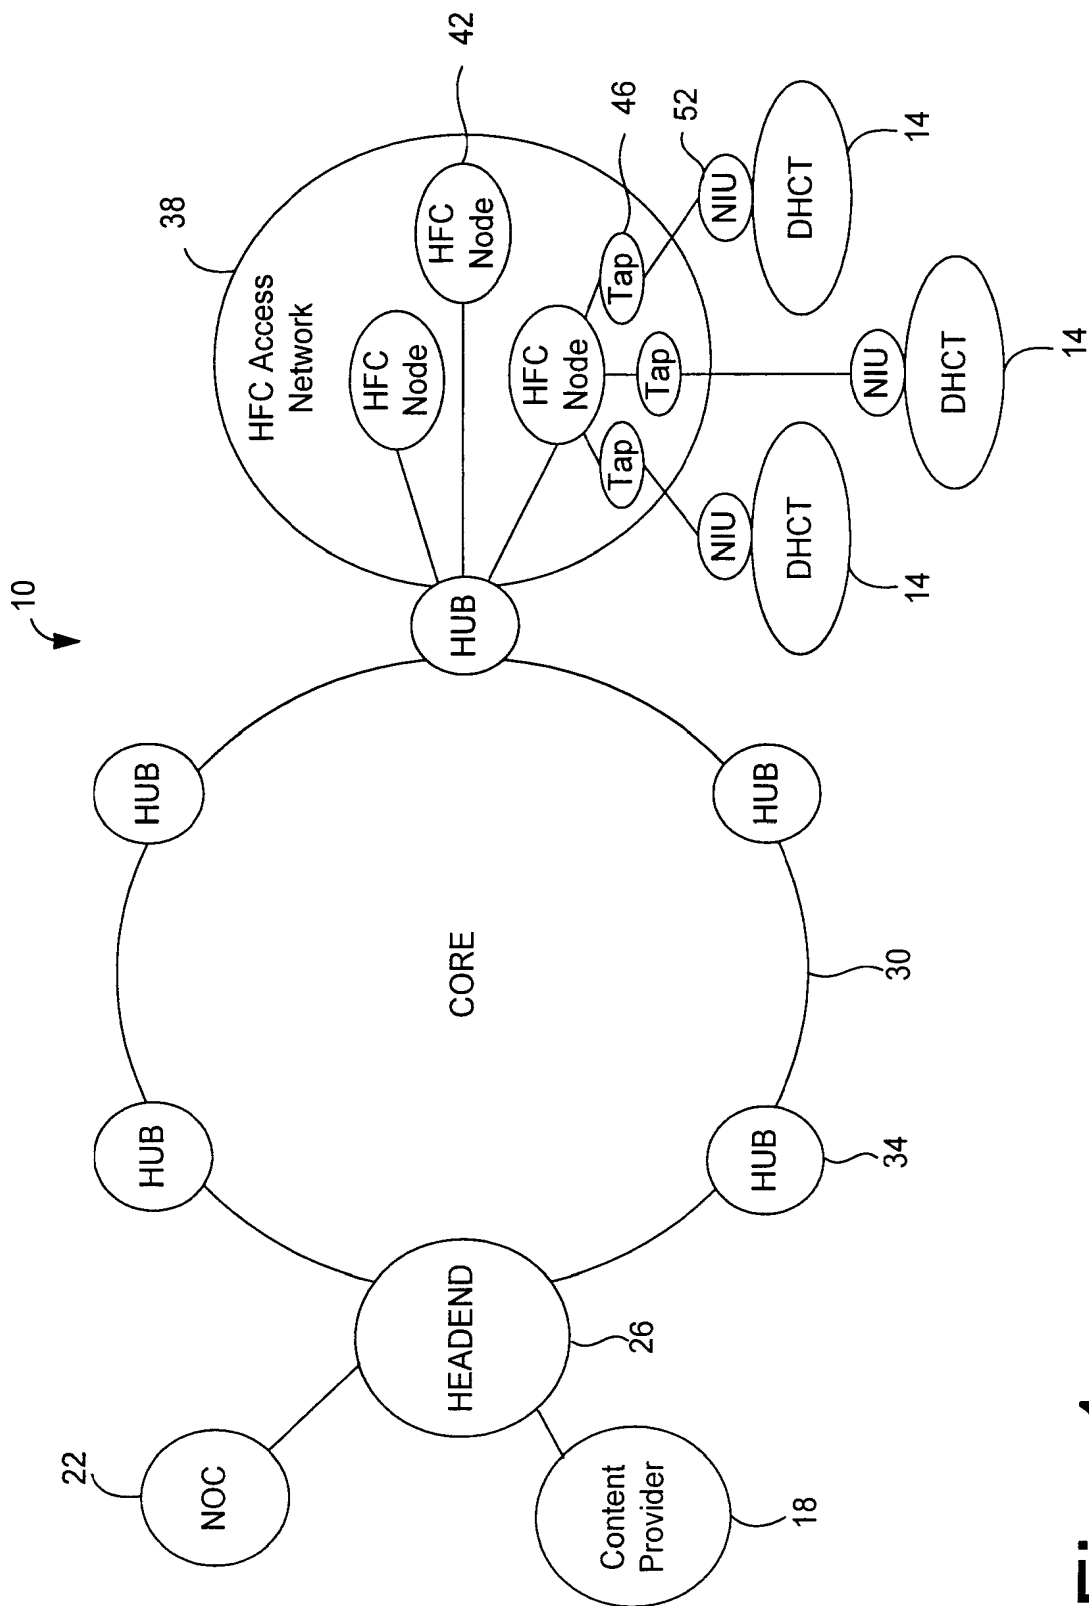 10
22
NOC
Content
Provider
18
HEADEND
26
HUB
HUB
CORE
HUB
34
HUB
30
HUB
38
HFC Access
Network
HFC
Node
HFC
Node
42
HFC
Node
Tap
Tap
Tap
46
NIU
DHCT
14
NIU
DHCT
14
NIU
52
DHCT
14